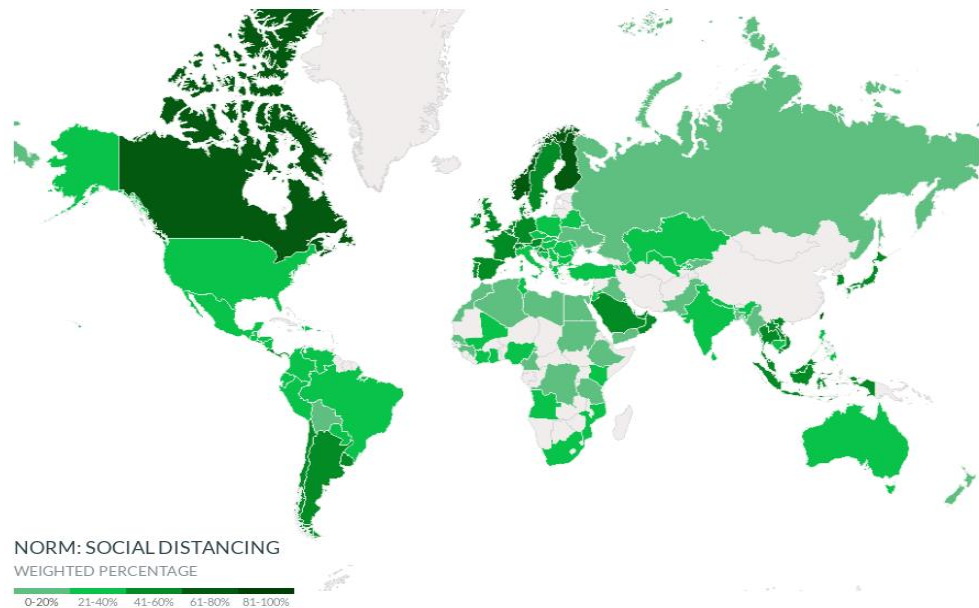 NORM: SOCIAL DISTANCING
WEIGHTED PERCENTAGE
0-20% 21-40% 41-60% 61-80% 81-100%